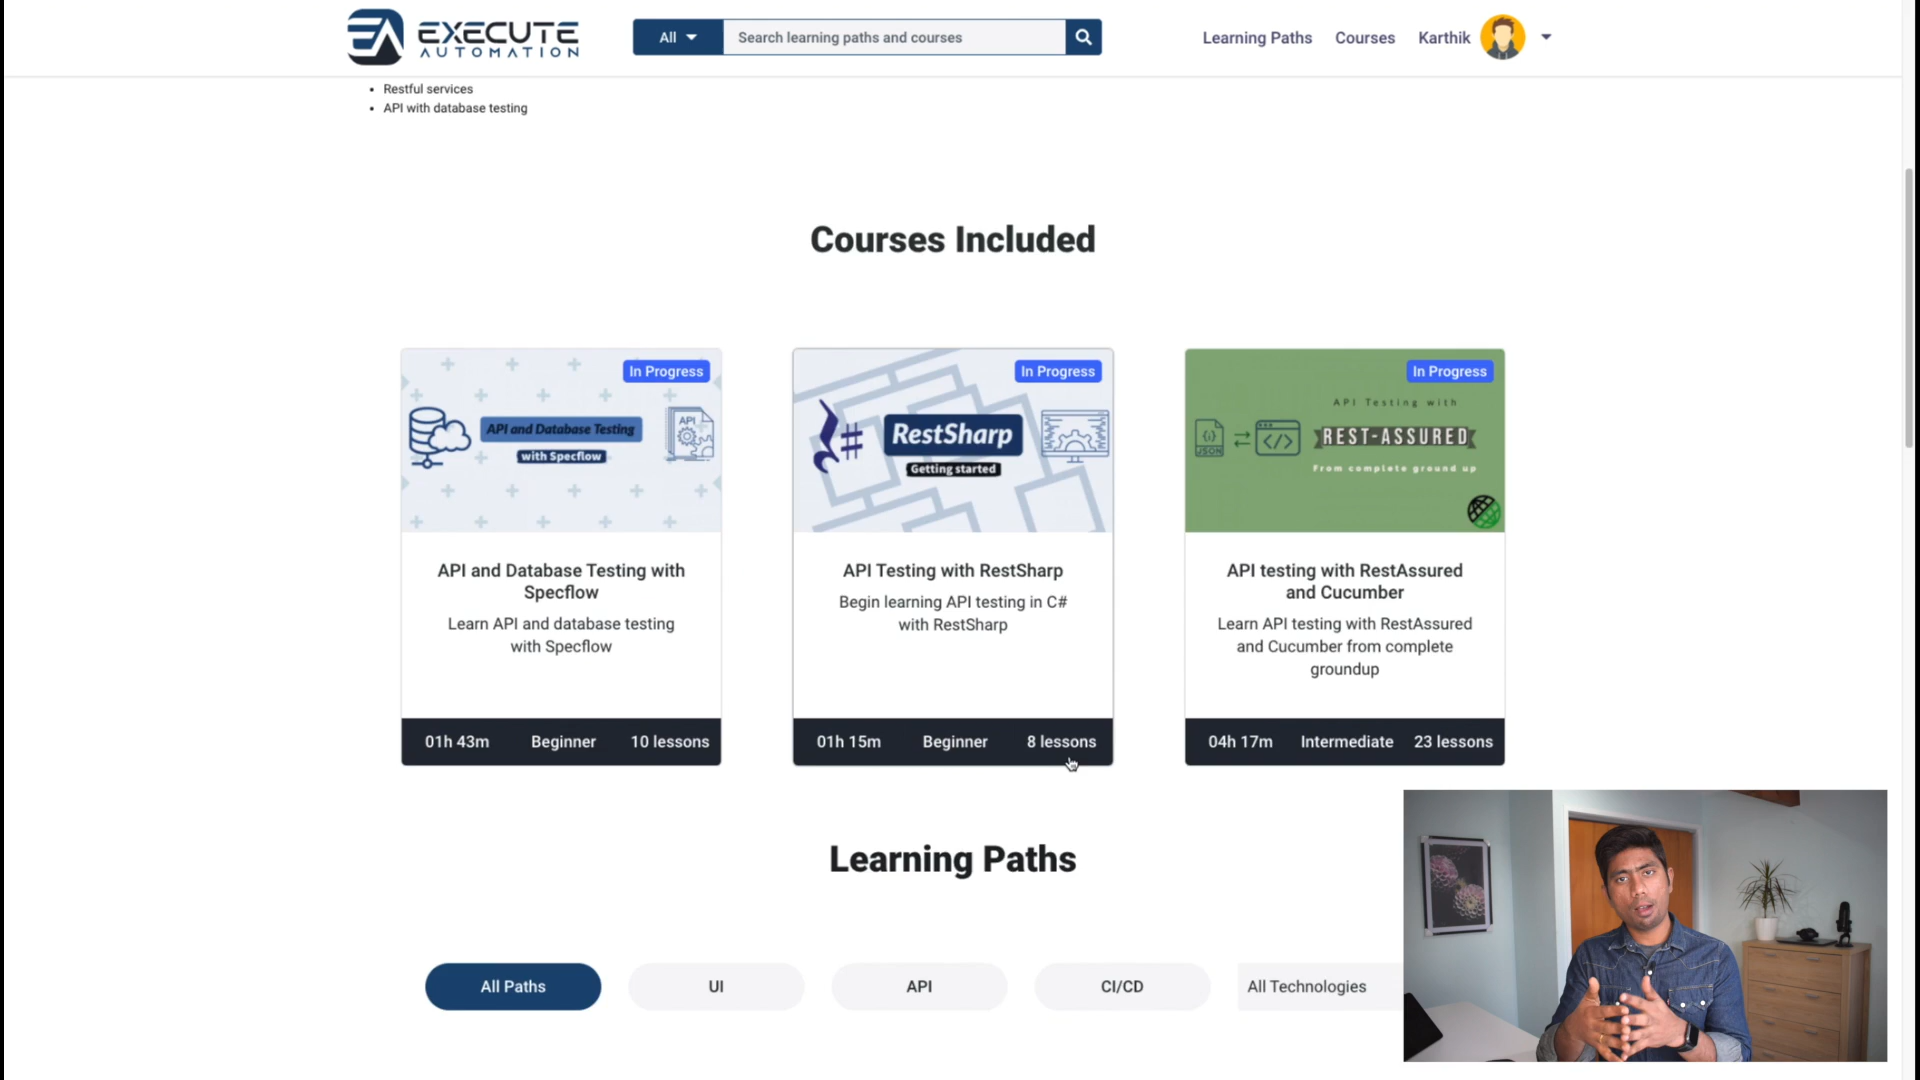 EXECUTE
AUTOMATION
All
Search learning paths and courses
Learning Paths
Courses
Karthik
Restful services
API with database testing
Courses Included
In Progress
API and Database Testing
with Specflow
API
API and Database Testing with
Specflow
Learn API and database testing
with Specflow
01h 43m
Beginner
10 lessons
In Progress
RestSharp
Getting started
API Testing with RestSharp
Begin learning API testing in C#
with RestSharp
01h 15m
Beginner
8 lessons
In Progress
API Testing with
REST-ASSURED
From complete ground up
JSON
API testing with RestAssured
and Cucumber
Learn API testing with RestAssured
and Cucumber from complete
groundup
04h 17m
Intermediate
23 lessons
Learning Paths
All Paths
UI
API
CI/CD
All Technologies